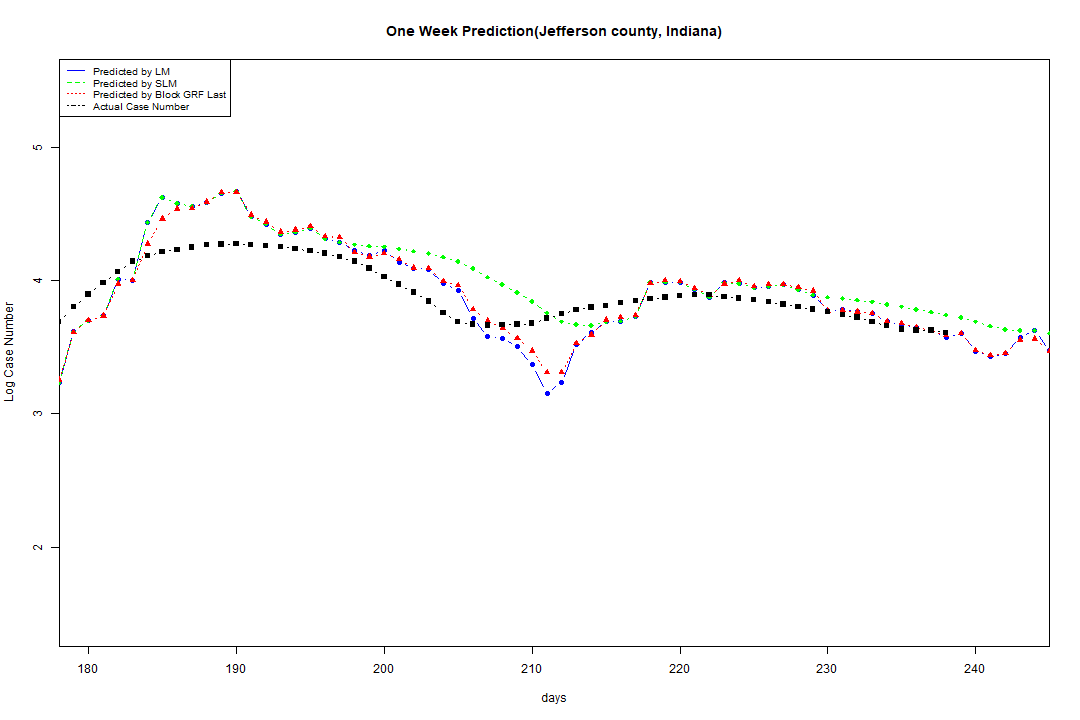 One Week Prediction(Jefferson county, Indiana)
Predicted by LM
Predicted by SLM
Predicted by Block GRF Last
Actual Case Number
5
4
3
2
Log Case Number
180 190 200 210 220 230 240
days